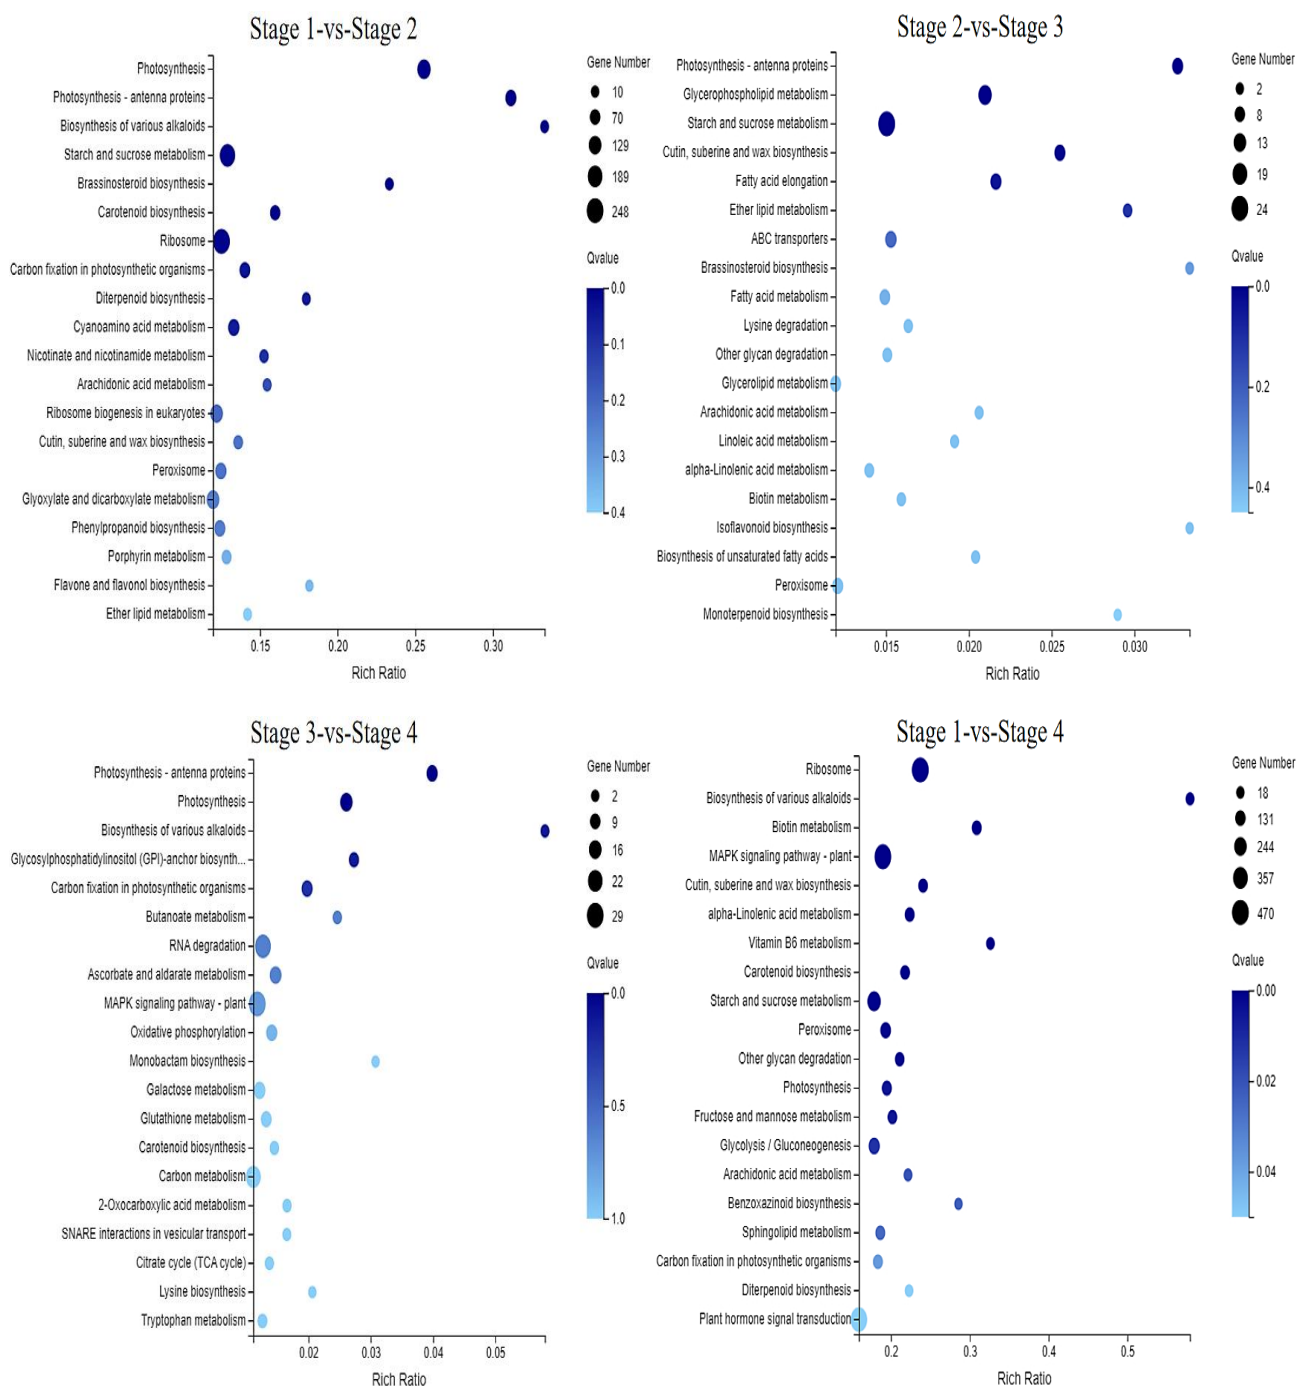 Stage 1-vs-Stage 2
Photosynthesis
Photosynthesis - antenna proteins
Biosynthesis of various alkaloids
Starch and sucrose metabolism
Brassinosteroid biosynthesis
Carotenoid biosynthesis
Ribosome
Carbon fixation in photosynthetic organisms
Diterpenoid biosynthesis
Cyanoamino acid metabolism
Nicotinate and nicotinamide metabolism
Arachidonic acid metabolism
Ribosome biogenesis in eukaryotes
Cutin, suberine and wax biosynthesis
Peroxisome
Glyoxylate and dicarboxylate metabolism
Phenylpropanoid biosynthesis
Porphyrin metabolism
Flavone and flavonol biosynthesis
Ether lipid metabolism
0.15 0.20 0.25 0.30
Rich Ratio
Gene Number
10
70
129
189
248
Qvalue
0.0
0.1
0.2
0.3
0.4
Stage 2-vs-Stage 3
Photosynthesis - antenna proteins
Glycerophospholipid metabolism
Starch and sucrose metabolism
Cutin, suberine and wax biosynthesis
Fatty acid elongation
Ether lipid metabolism
ABC transporters
Brassinosteroid biosynthesis
Fatty acid metabolism
Lysine degradation
Other glycan degradation
Glycerolipid metabolism
Arachidonic acid metabolism
Linoleic acid metabolism
alpha-Linolenic acid metabolism
Biotin metabolism
Isoflavonoid biosynthesis
Biosynthesis of unsaturated fatty acids
Peroxisome
Monoterpenoid biosynthesis
0.015 0.020 0.025 0.030
Rich Ratio
Gene Number
2
8
13
19
24
Qvalue
0.0
0.2
0.4
Stage 3-vs-Stage 4
Photosynthesis - antenna proteins
Photosynthesis
Biosynthesis of various alkaloids
Glycosylphosphatidylinositol (GPI)-anchor biosynth...
Carbon fixation in photosynthetic organisms
Butanoate metabolism
RNA degradation
Ascorbate and aldarate metabolism
MAPK signaling pathway - plant
Oxidative phosphorylation
Monobactam biosynthesis
Galactose metabolism
Glutathione metabolism
Carotenoid biosynthesis
Carbon metabolism
2-Oxocarboxylic acid metabolism
SNARE interactions in vesicular transport
Citrate cycle (TCA cycle)
Lysine biosynthesis
Tryptophan metabolism
0.02 0.03 0.04 0.05
Rich Ratio
Gene Number
2
9
16
22
29
Qvalue
0.0
0.5
1.0
Stage 1-vs-Stage 4
Ribosome
Biosynthesis of various alkaloids
Biotin metabolism
MAPK signaling pathway - plant
Cutin, suberine and wax biosynthesis
alpha-Linolenic acid metabolism
Vitamin B6 metabolism
Carotenoid biosynthesis
Starch and sucrose metabolism
Peroxisome
Other glycan degradation
Photosynthesis
Fructose and mannose metabolism
Glycolysis / Gluconeogenesis
Arachidonic acid metabolism
Benzoxazinoid biosynthesis
Sphingolipid metabolism
Carbon fixation in photosynthetic organisms
Diterpenoid biosynthesis
Plant hormone signal transduction
0.2 0.3 0.4 0.5
Rich Ratio
Gene Number
18
131
244
357
470
Qvalue
0.00
0.02
0.04